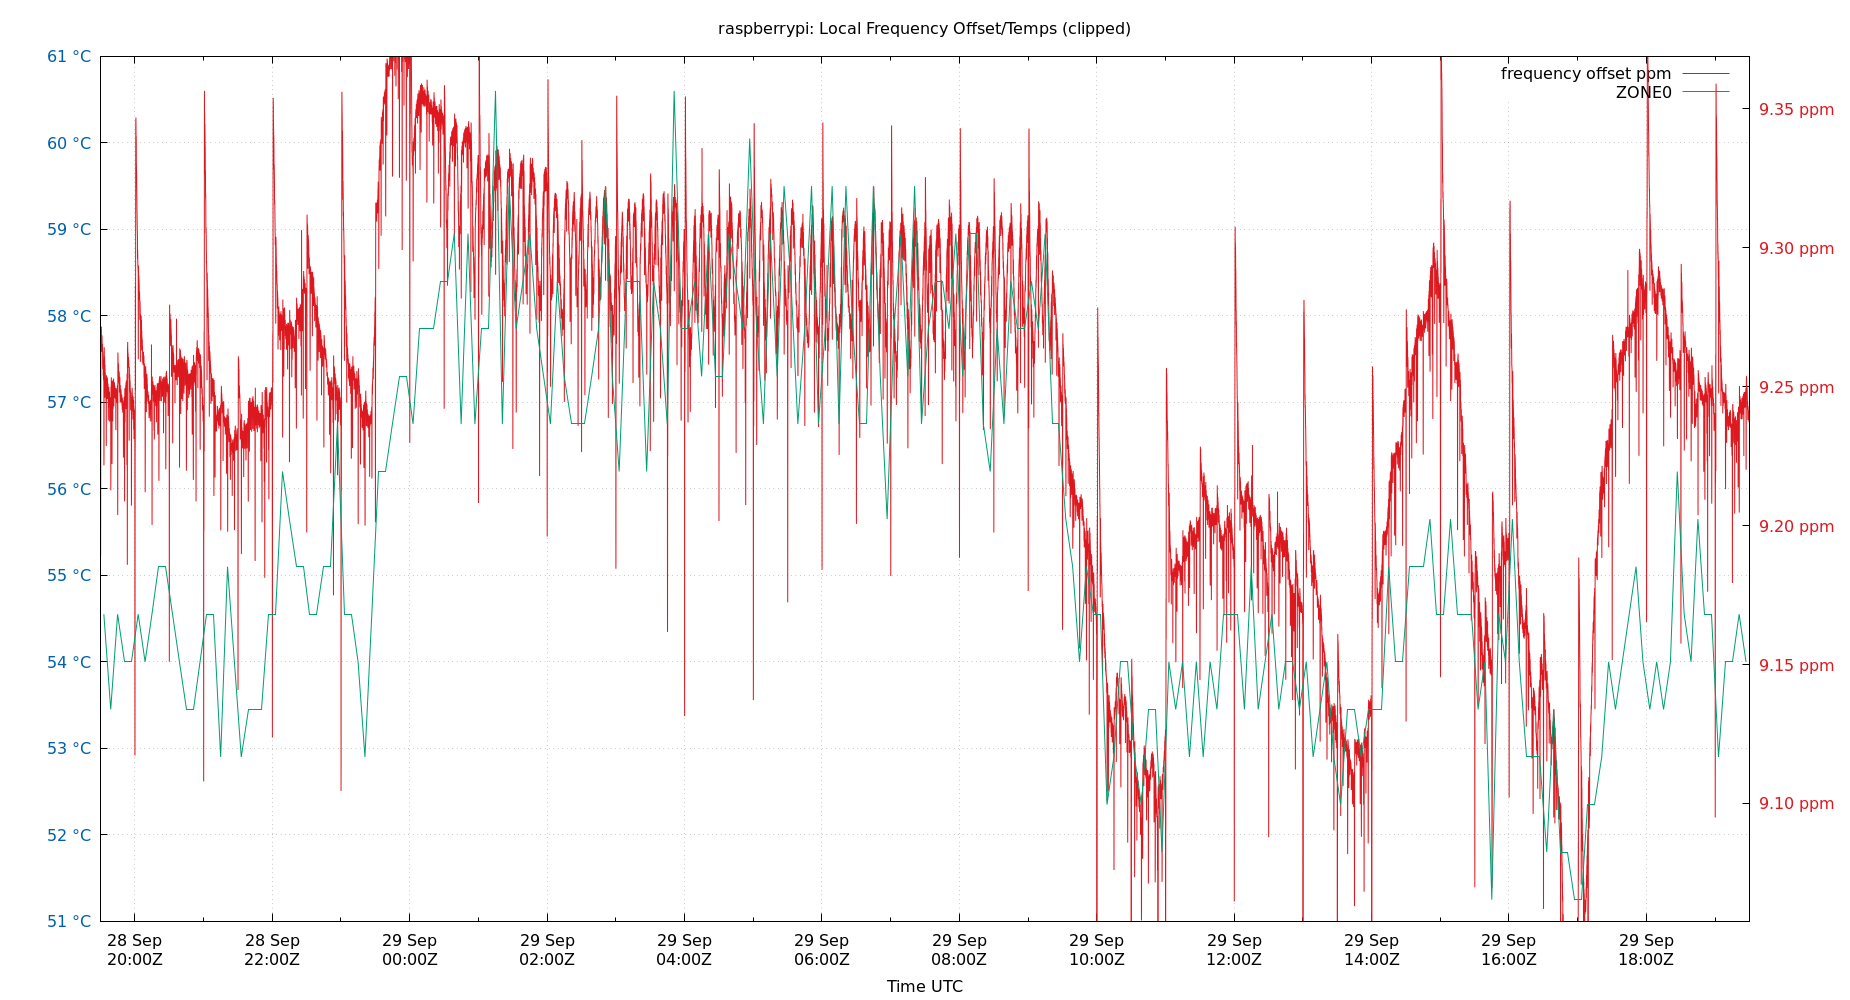 raspberrypi: Local Frequency Offset/Temps (clipped)
61 °C
60 °C
59 °C
58 °C
57 °C
56 °C
55 °C
54 °C
53 °C
52 °C
51 °C
frequency offset ppm
ZONE0
9.35 ppm
9.30 ppm
9.25 ppm
9.20 ppm
9.15 ppm
9.10 ppm
28 Sep
20:00Z
28 Sep
22:00Z
29 Sep
00:00Z
29 Sep
02:00Z
29 Sep
04:00Z
29 Sep
06:00Z
29 Sep
08:00Z
29 Sep
10:00Z
29 Sep
12:00Z
29 Sep
14:00Z
29 Sep
16:00Z
29 Sep
18:00Z
Time UTC